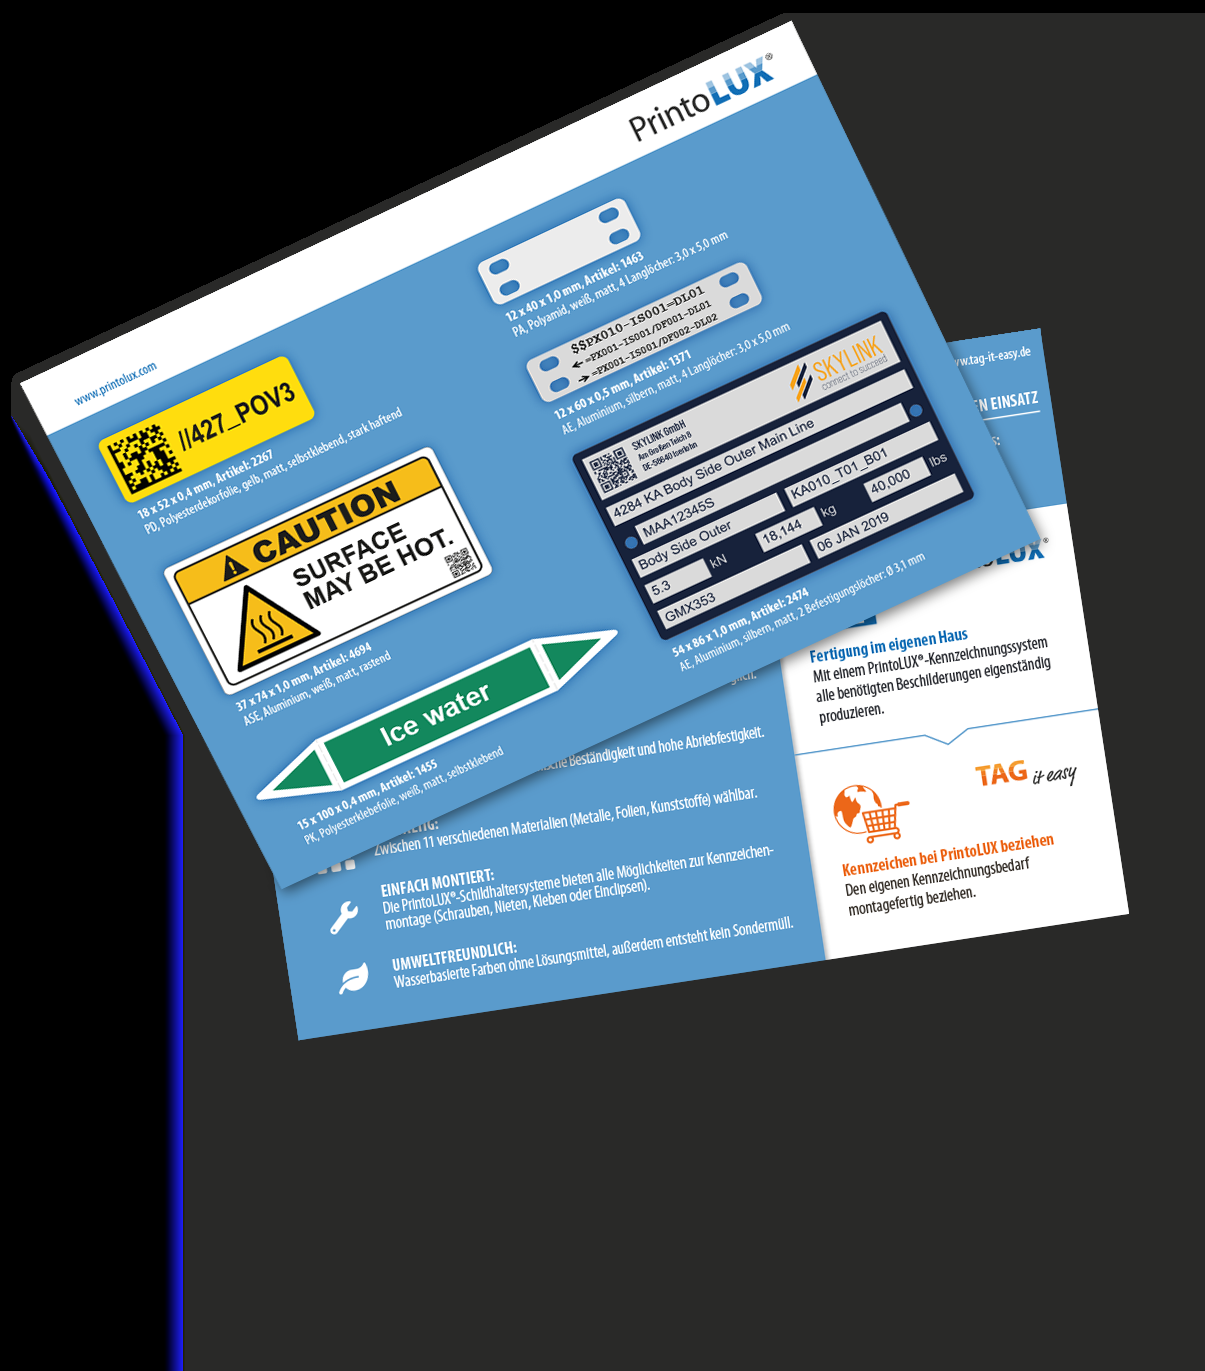 PrintoLUX®
www.printolux.com
//427_POV3
18 x 52 x 0,4 mm, Artikel: 2267
PD, Polyesterdekorfolie, gelb, matt, selbstklebend, stark haftend
CAUTION
SURFACE
MAY BE HOT.
37 x 74 x 1,0 mm, Artikel: 4694
ASE, Aluminium, weiß, matt, rastend
Ice water
15 x 100 x 0,4 mm, Artikel: 1455
PK, Polyesterklebefolie, weiß, matt, selbstklebend
12 x 40 x 1,0 mm, Artikel: 1463
PA, Polyamid, weiß, matt, 4 Langlöcher: 3,0 x 5,0 mm
$$PX010-IS001=DL01
←=PX001-IS001/DF001-DL01
→=PX001-IS001/DF002-DL02
12 x 60 x 0,5 mm, Artikel: 1371
AE, Aluminium, silbern, matt, 4 Langlöcher: 3,0 x 5,0 mm
SKYLINK
connect to succeed
SKYLINK GmbH
Am Großen Teich 8
DE-58640 Iserlohn
4284 KA Body Side Outer Main Line
MAA12345S
Body Side Outer
KA010_T01_B01
5.3 kN
18,144 kg
40,000 lbs
GMX353
06 JAN 2019
54 x 86 x 1,0 mm, Artikel: 2474
AE, Aluminium, silbern, matt, 2 Befestigungslöcher: Ø 3,1 mm
w.tag-it-easy.de
EN EINSATZ
LUX®
Fertigung im eigenen Haus
Mit einem PrintoLUX®-Kennzeichnungssystem
alle benötigten Beschilderungen eigenständig
produzieren.
TAG it easy
Kennzeichen bei PrintoLUX beziehen
Den eigenen Kennzeichnungsbedarf
montagefertig beziehen.
glich.
ische Beständigkeit und hohe Abriebfestigkeit.
Zwischen 11 verschiedenen Materialien (Metalle, Folien, Kunststoffe) wählbar.
EINFACH MONTIERT:
Die PrintoLUX®-Schildhaltersysteme bieten alle Möglichkeiten zur Kennzeichen-
montage (Schrauben, Nieten, Kleben oder Einclipsen).
UMWELTFREUNDLICH:
Wasserbasierte Farben ohne Lösungsmittel, außerdem entsteht kein Sondermüll.